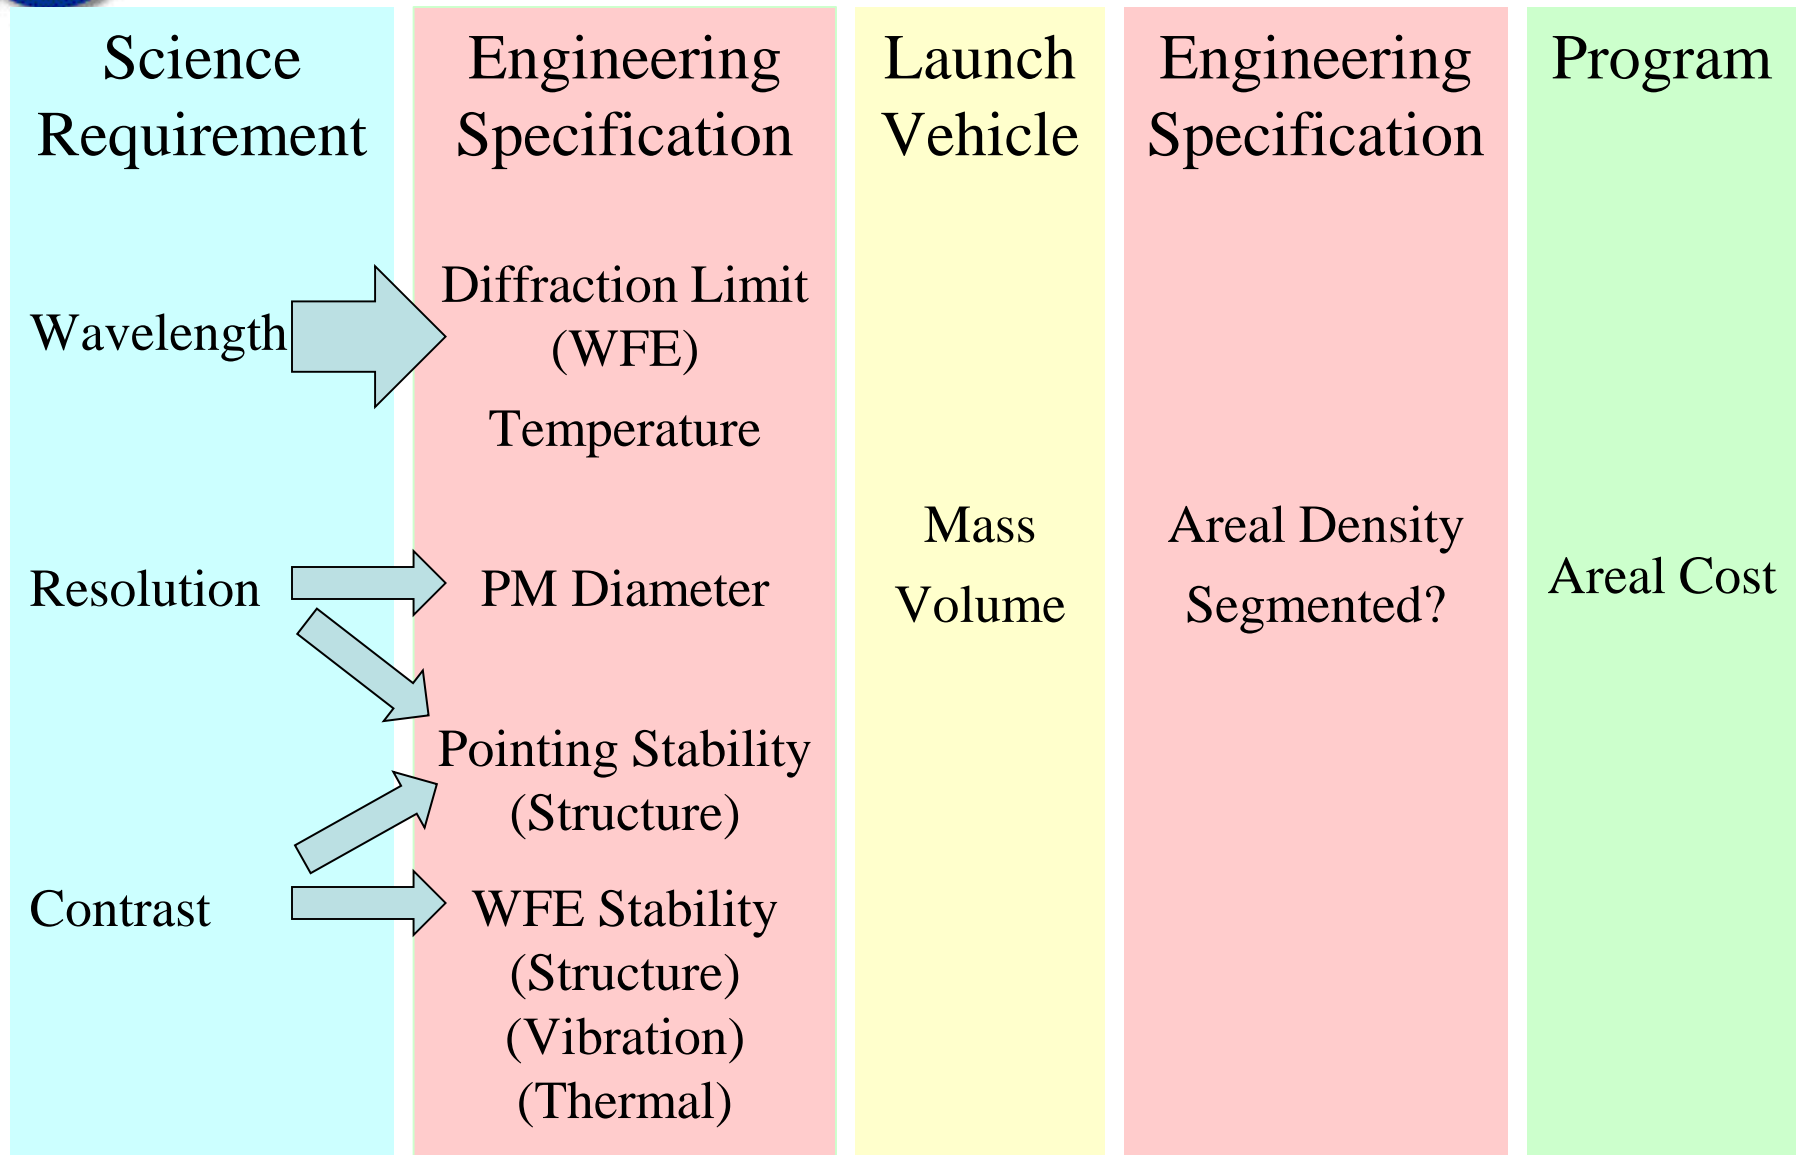 Science
Requirement
Wavelength
Resolution
Contrast
Engineering
Specification
Diffraction Limit
(WFE)
Temperature
PM Diameter
Pointing Stability
(Structure)
WFE Stability
(Structure)
(Vibration)
(Thermal)
Launch
Vehicle
Mass
Volume
Engineering
Specification
Areal Density
Segmented?
Program
Areal Cost